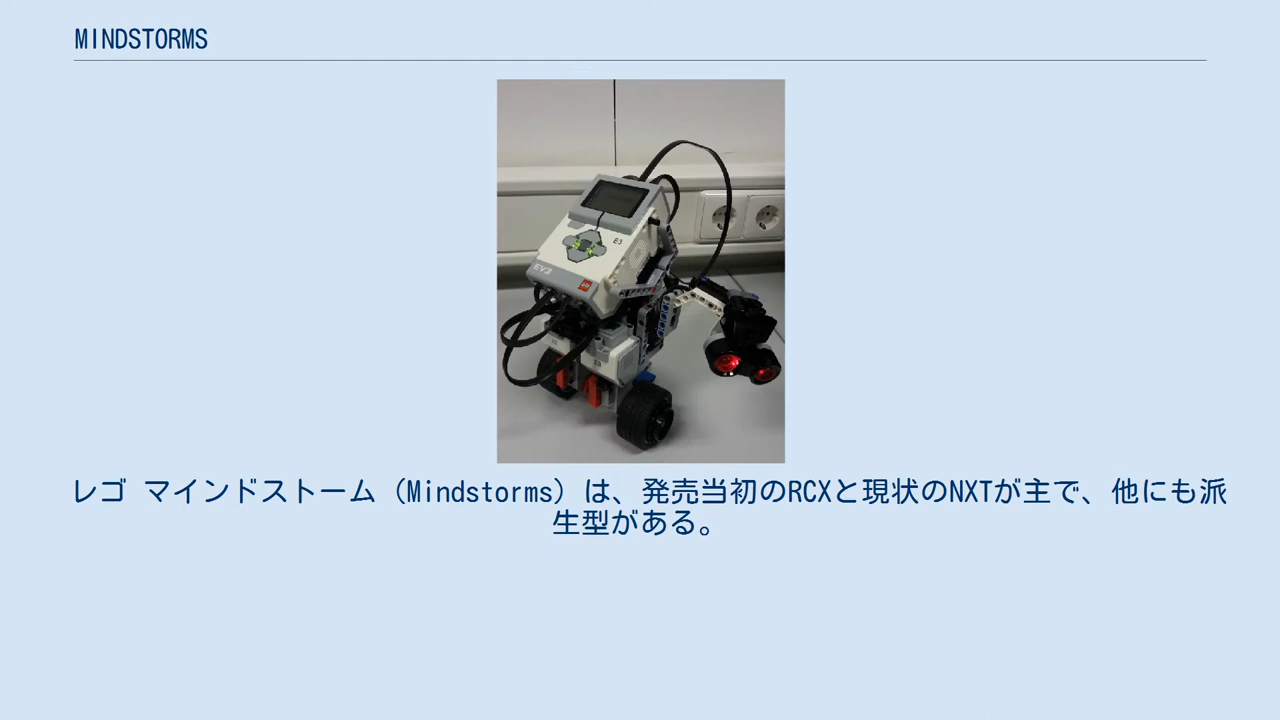 MINDSTORMS
E3
EV3
レゴ マインドストーム（Mindstorms）は、発売当初のRCXと現状のNXTが主で、他にも派
生型がある。